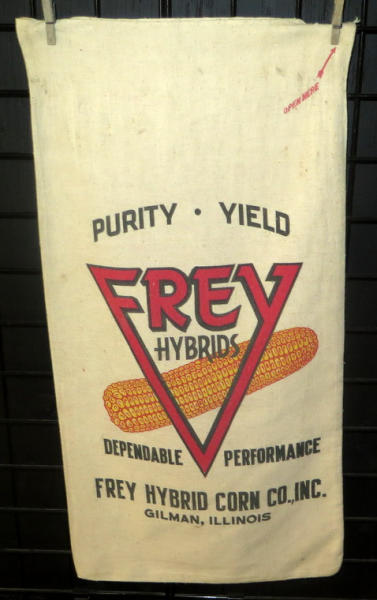 OPEN HERE
PURITY · YIELD
FREY
HYBRIDS
DEPENDABLE PERFORMANCE
FREY HYBRID CORN CO., INC.
GILMAN, ILLINOIS